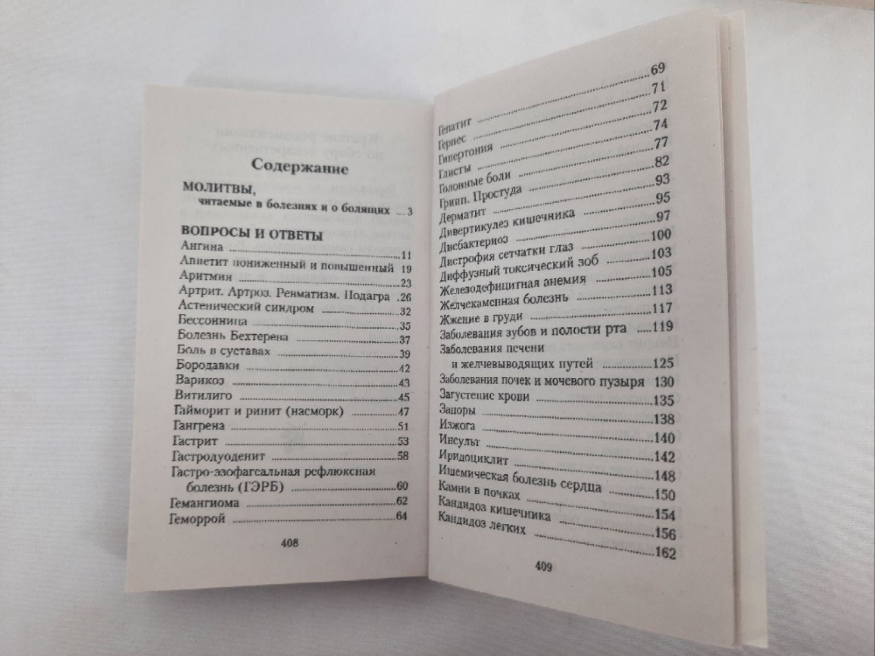 Содержание
МОЛИТВЫ,
читаемые в болезнях и о болящих ...3
ВОПРОСЫ И ОТВЕТЫ
Ангина 11
Аппетит пониженный и повышенный 19
Аритмия 23
Артрит. Артроз. Ревматизм. Подагра .26
Астенический синдром 32
Бессонница 35
Болезнь Бехтерева 37
Боль в суставах 39
Бородавки 42
Варикоз 43
Витилиго 45
Гайморит и ринит (насморк) 47
Гангрена 51
Гастрит 53
Гастродуоденит 58
Гастро-эзофагеальная рефлюксная
болезнь (ГЭРБ) 60
Гемангиома 62
Геморрой 64
408
Гепатит 69
Герпес 71
Гипертония 72
Глисты 74
Головные боли 77
Грипп. Простуда 82
Дерматит 93
Дивертикулез кишечника 95
Дисбактериоз 97
Дистрофия сетчатки глаз 100
Диффузный токсический зоб 103
Железодефицитная анемия 105
Желчекаменная болезнь 113
Жжение в груди 117
Заболевания зубов и полости рта 119
Заболевания печени
и желчевыводящих путей 125
Заболевания почек и мочевого пузыря 130
Загустение крови 135
Запоры 138
Изжога 140
Инсульт 142
Иридоциклит 148
Ишемическая болезнь сердца 150
Камни в почках 154
Кандидоз кишечника 156
Кандидоз легких 162
409